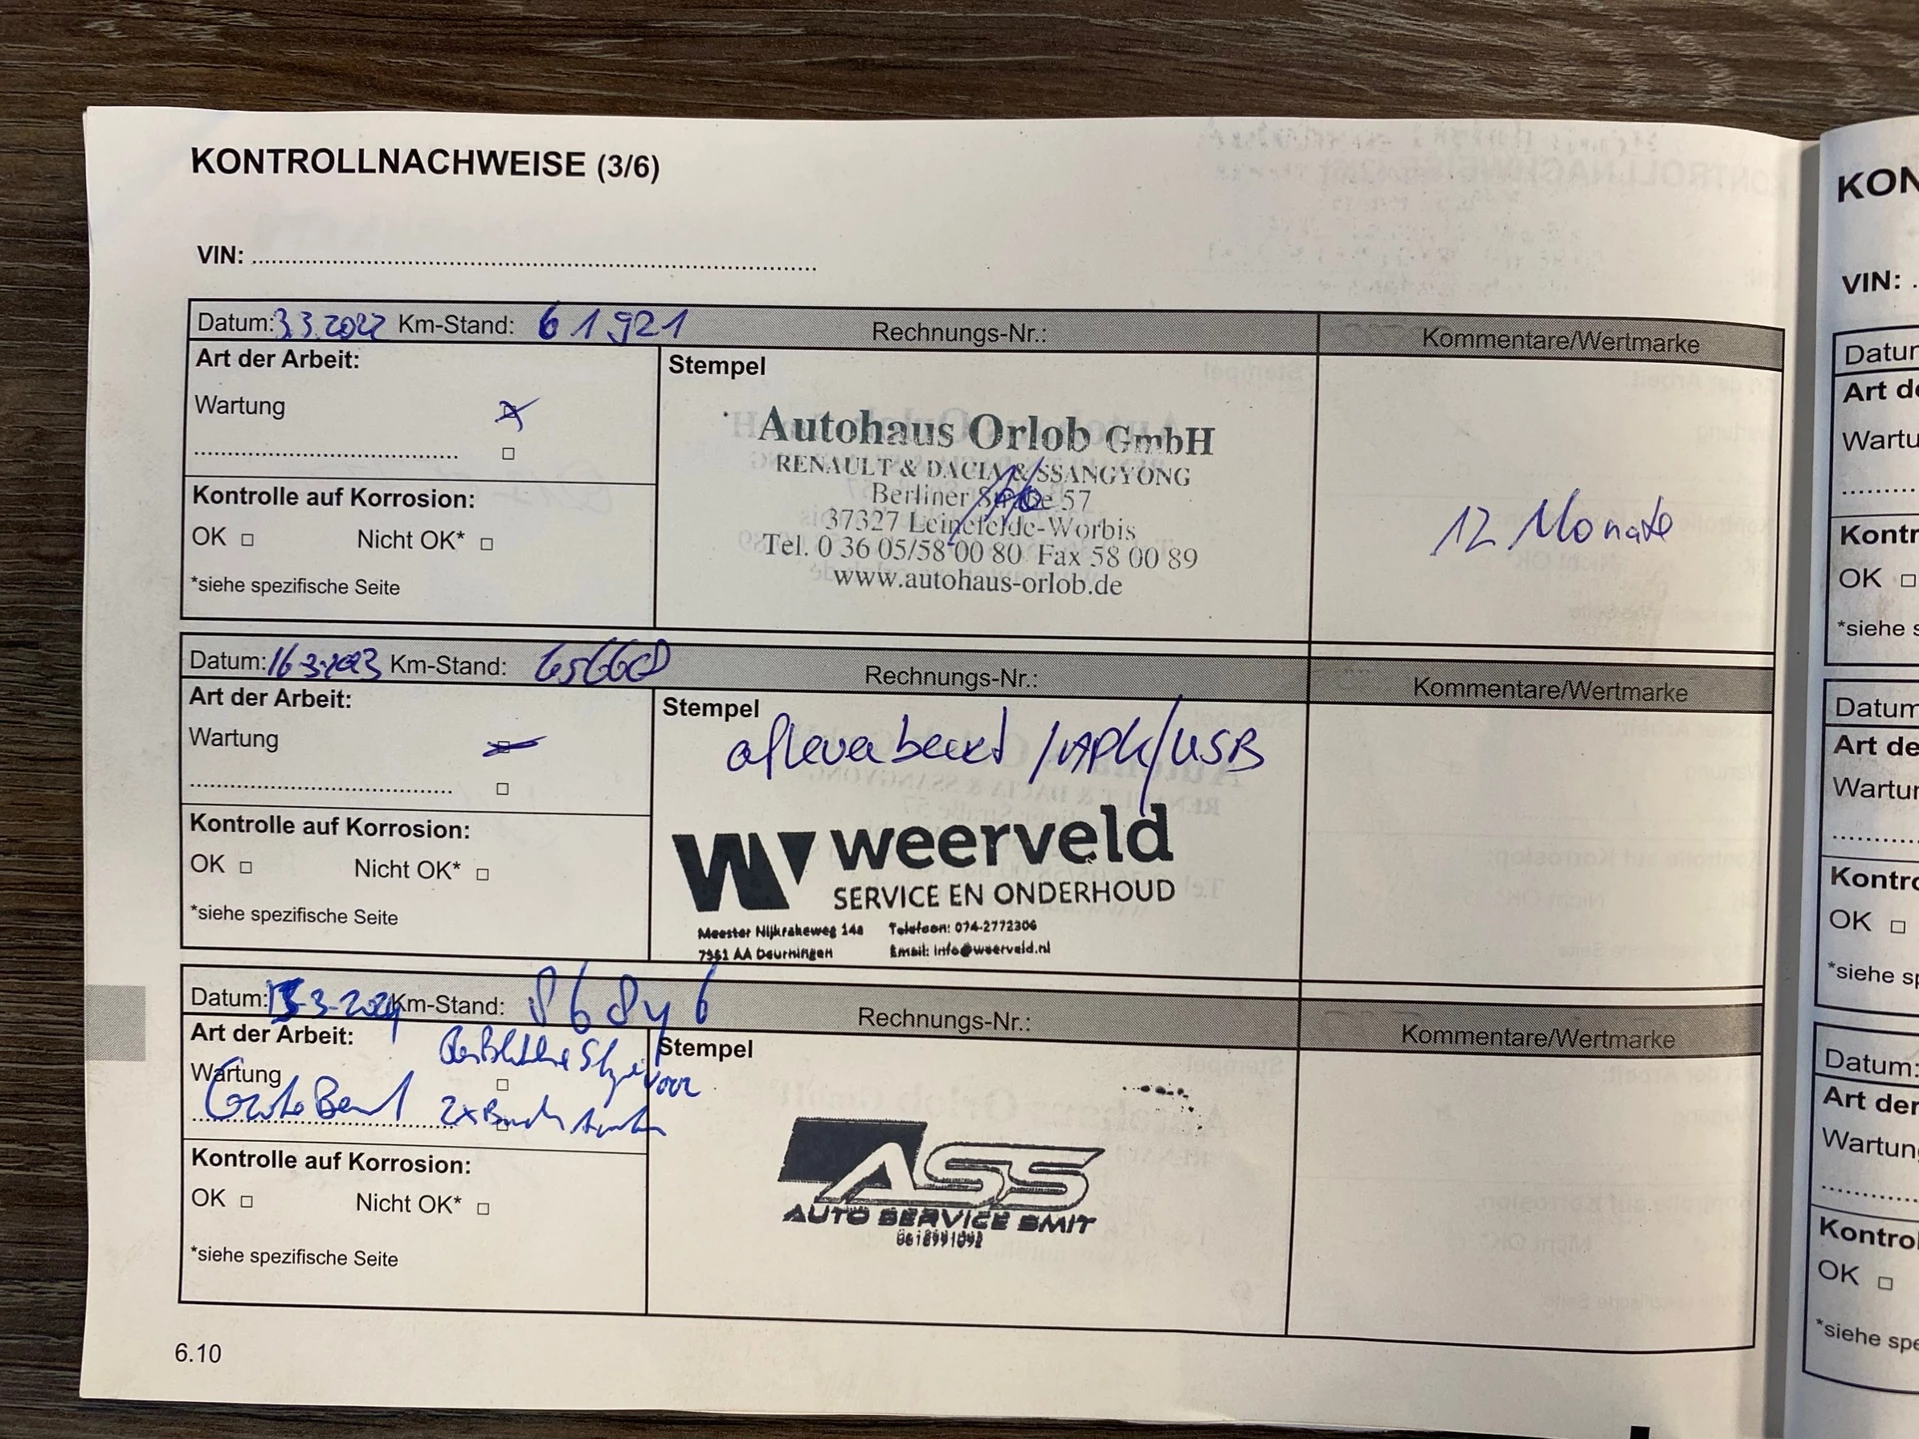 KONTROLLNACHWEISE (3/6)
VIN:
Datum: 3.3.2022 Km-Stand: 61921 Rechnungs-Nr.: Kommentare/Wertmarke
Art der Arbeit:
Wartung
Kontrolle auf Korrosion:
OK □ Nicht OK* □
*siehe spezifische Seite
Stempel
Autohaus Orlob GmbH
RENAULT & DACIA & SSANGYONG
Berliner Straße 57
37327 Leinefelde-Worbis
Tel. 0 36 05/58 00 80 Fax 58 00 89
www.autohaus-orlob.de
12 Monate
Datum: 16-3-2023 Km-Stand: Rechnungs-Nr.: Kommentare/Wertmarke
Art der Arbeit:
Wartung
Kontrolle auf Korrosion:
OK □ Nicht OK* □
*siehe spezifische Seite
Stempel
afleverbeurt /APK/USB
weerveld
SERVICE EN ONDERHOUD
Meester Nijkrakeweg 14a Telefoon: 074-2772306
AA Deurningen Email: info@weerveld.nl
Datum: Km-Stand: 86846 Rechnungs-Nr.: Kommentare/Wertmarke
Art der Arbeit:
Wartung
Grote Beurt
voor
2x
Kontrolle auf Korrosion:
OK □ Nicht OK* □
*siehe spezifische Seite
Stempel
ASS
AUTO SERVICE SMIT
6.10
KON
VIN:
Datum
Art de
Wartu
Kontr
OK □
*siehe s
Datum
Art de
Wartur
Kontro
OK □
*siehe sp
Datum:
Art der
Wartung
Kontrol
OK □
*siehe spe